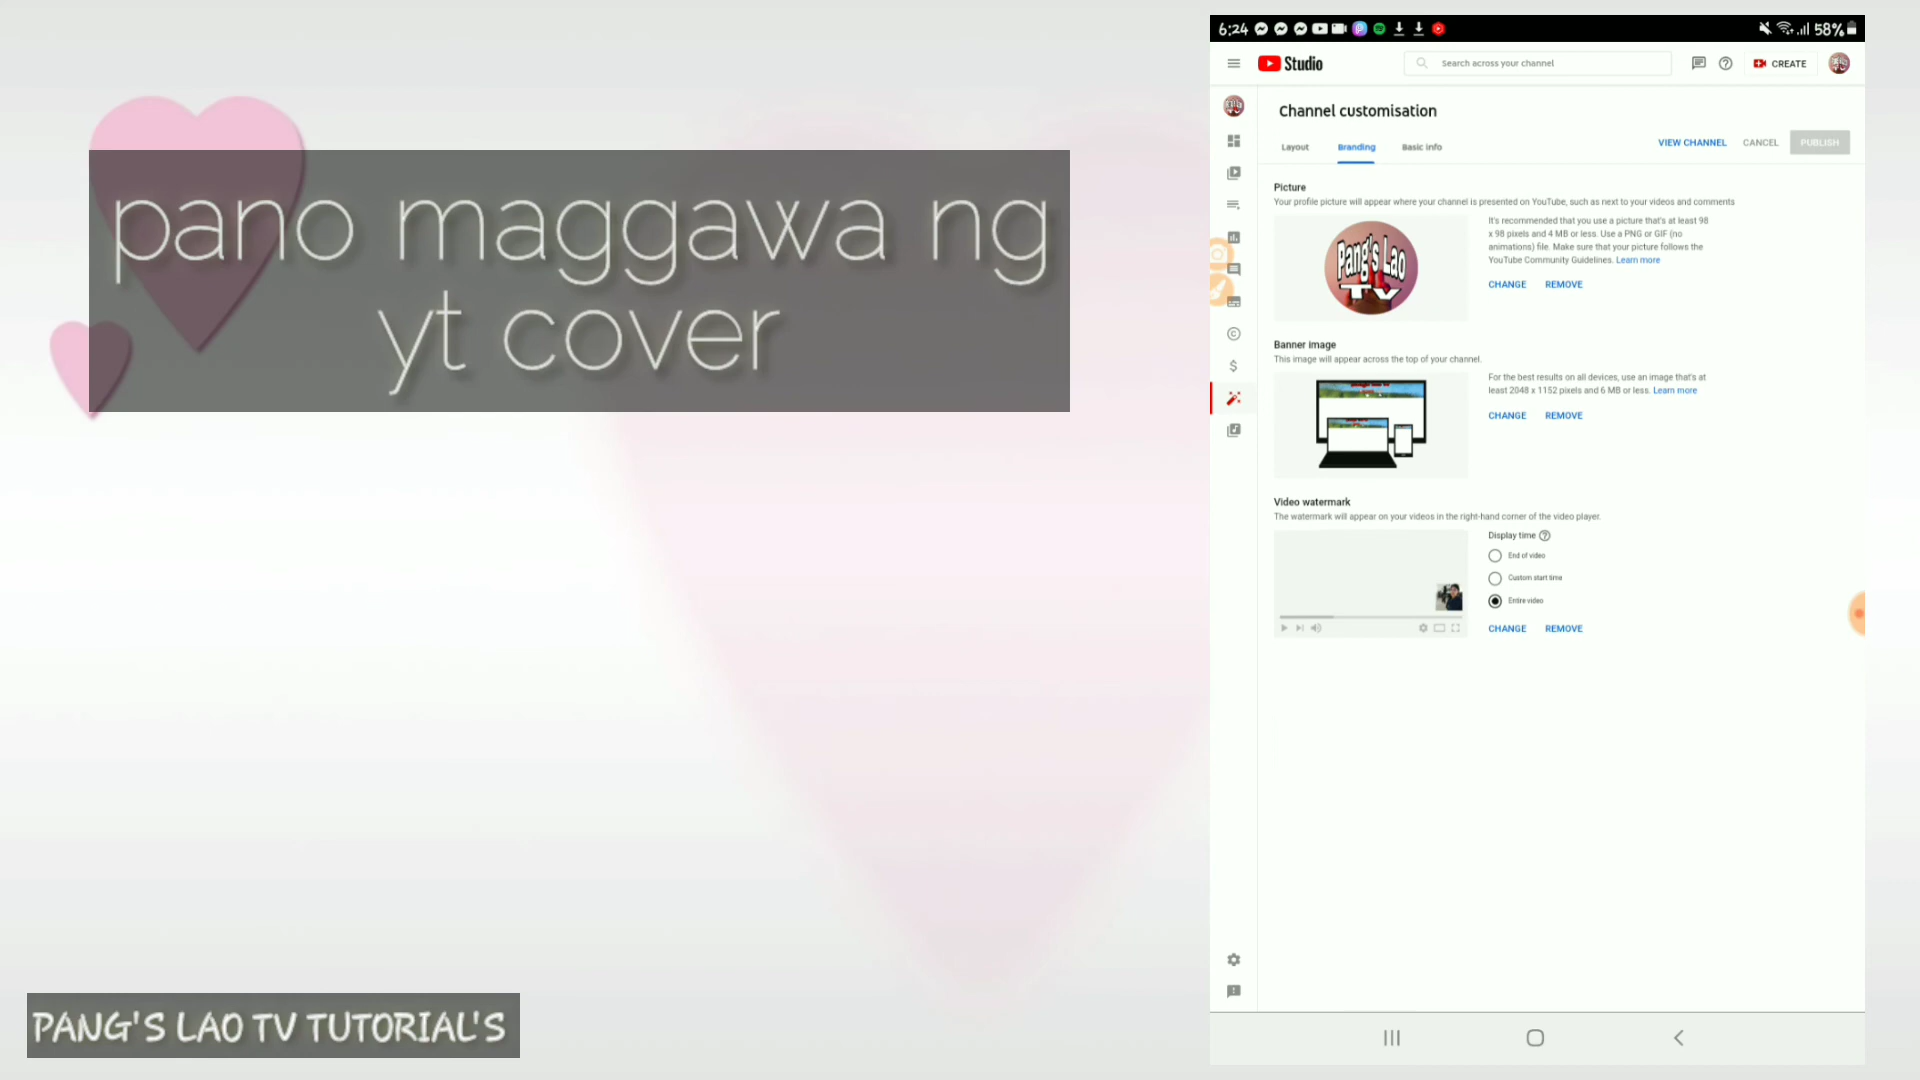 pano maggawa ng
yt cover
PANG'S LAO TV TUTORIAL'S
6:24
58%
Studio
Search across your channel
CREATE
Channel customisation
Layout
Branding
Basic info
VIEW CHANNEL
CANCEL
PUBLISH
Picture
Your profile picture will appear where your channel is presented on YouTube, such as next to your videos and comments
Pang's Lao
TV
It's recommended that you use a picture that's at least 98
x 98 pixels and 4 MB or less. Use a PNG or GIF (no
animations) file. Make sure that your picture follows the
YouTube Community Guidelines. Learn more
CHANGE
REMOVE
Banner image
This image will appear across the top of your channel.
For the best results on all devices, use an image that's at
least 2048 x 1152 pixels and 6 MB or less. Learn more
CHANGE
REMOVE
Video watermark
The watermark will appear on your videos in the right-hand corner of the video player.
Display time
End of video
Custom start time
Entire video
CHANGE
REMOVE